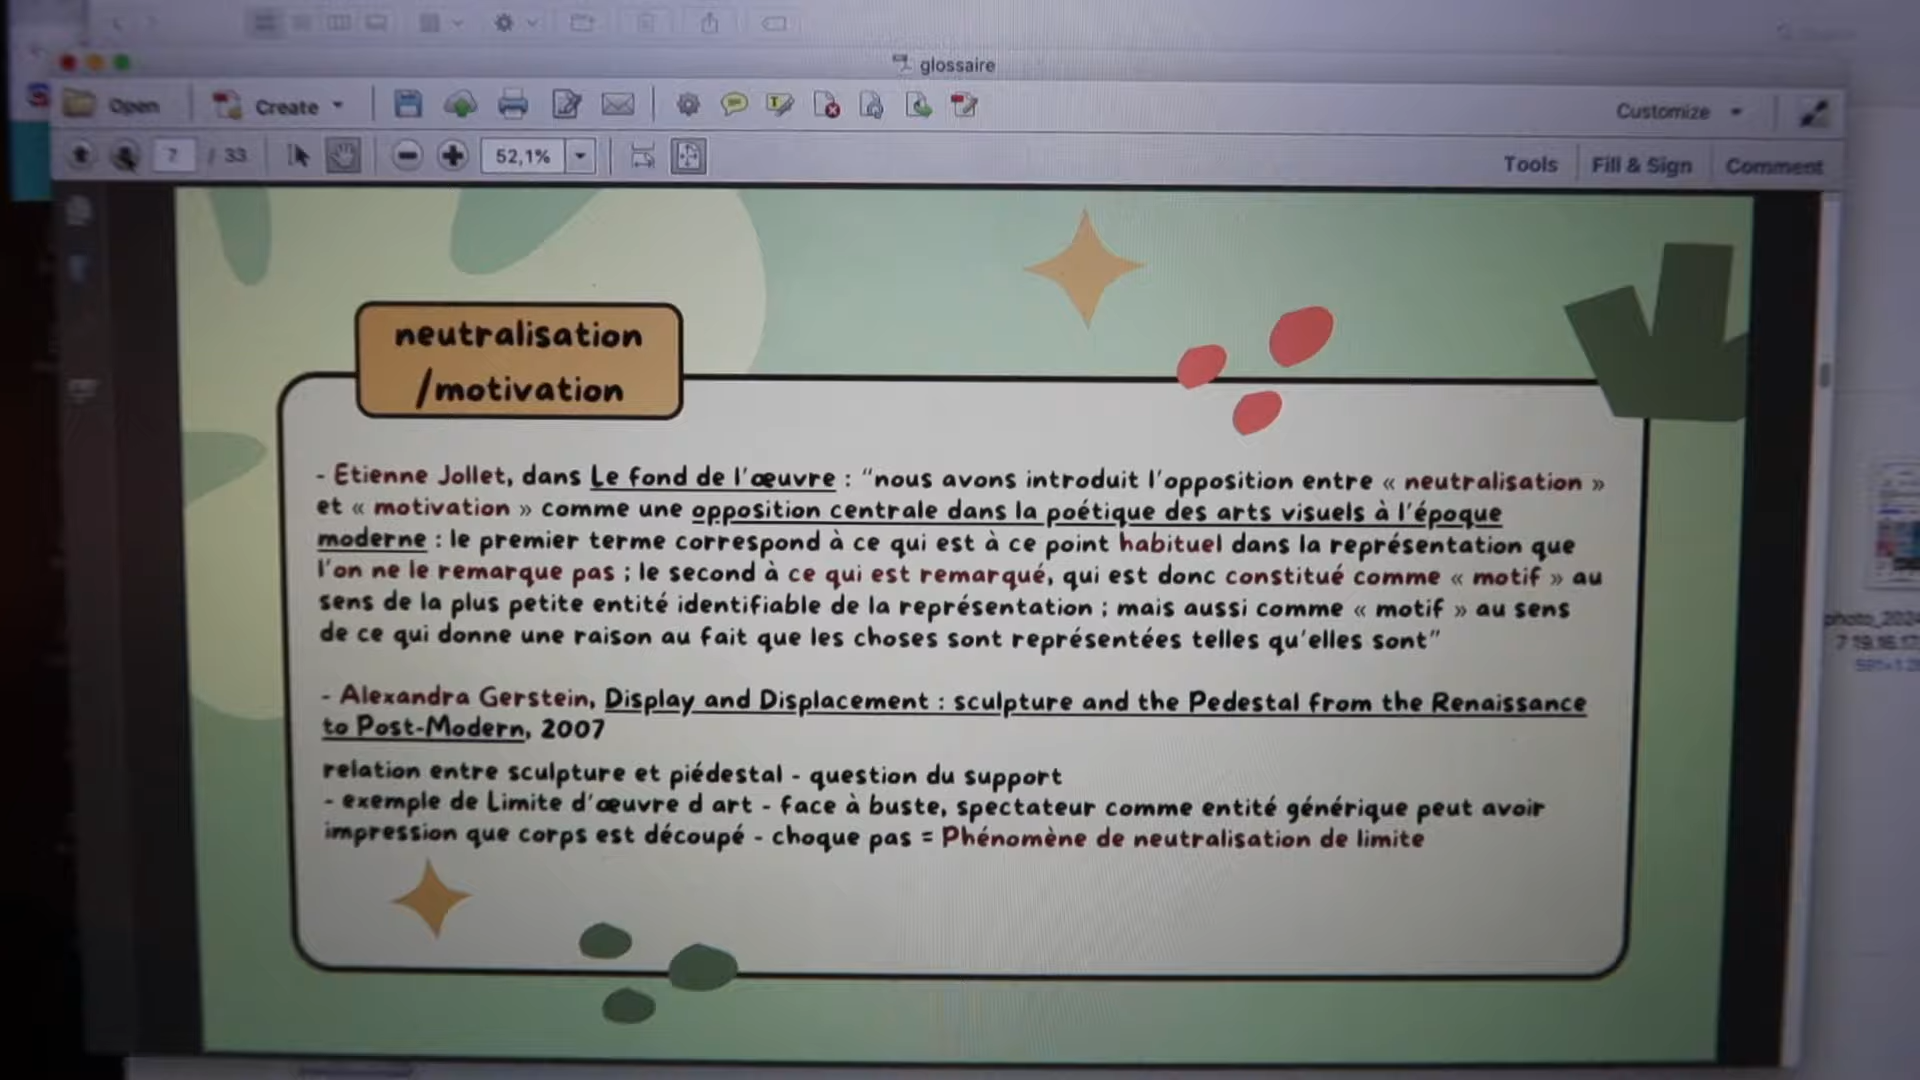 glossaire
Open
Create
Customize
7 / 33
52,1%
Tools
Fill & Sign
Comment
neutralisation
/motivation
- Etienne Jollet, dans Le fond de l'œuvre : "nous avons introduit l'opposition entre « neutralisation »
et « motivation » comme une opposition centrale dans la poétique des arts visuels à l'époque
moderne : le premier terme correspond à ce qui est à ce point habituel dans la représentation que
l'on ne le remarque pas ; le second à ce qui est remarqué, qui est donc constitué comme « motif » au
sens de la plus petite entité identifiable de la représentation ; mais aussi comme « motif » au sens
de ce qui donne une raison au fait que les choses sont représentées telles qu'elles sont"
- Alexandra Gerstein, Display and Displacement : sculpture and the Pedestal from the Renaissance
to Post-Modern, 2007
relation entre sculpture et piédestal - question du support
- exemple de Limite d'œuvre d art - face à buste, spectateur comme entité générique peut avoir
impression que corps est découpé - choque pas = Phénomène de neutralisation de limite